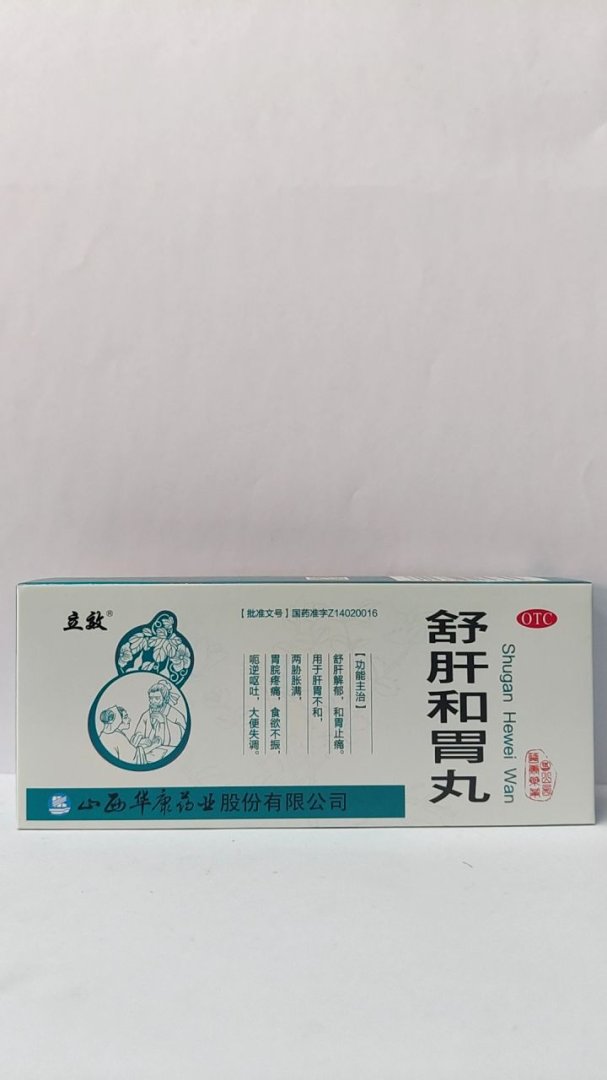 立效®
【批准文号】国药准字Z14020016
【功能主治】
舒肝解郁，和胃止痛。
用于肝胃不和，
两胁胀满，
胃脘疼痛，食欲不振，
呃逆呕吐，大便失调。
舒肝和胃丸
Shugan Hewei Wan
OTC
山西华康药业股份有限公司